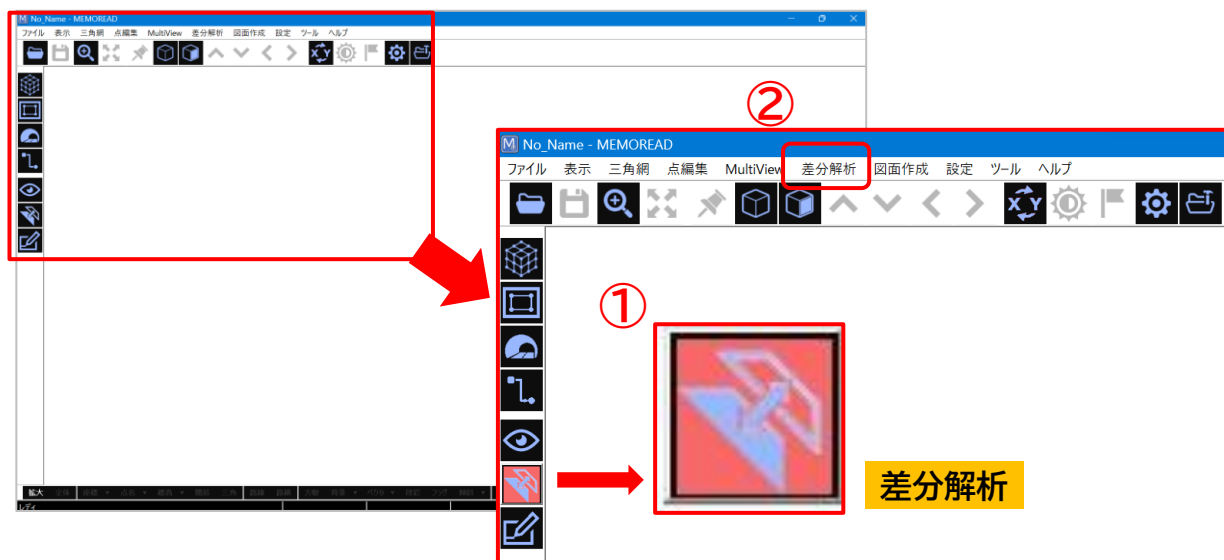 No_Name - MEMOREAD
ファイル 表示 三角網 点編集 MultiView 差分解析 図面作成 設定 ツール ヘルプ
X Y
②
M No_Name - MEMOREAD
ファイル 表示 三角網 点編集 MultiView 差分解析 図面作成 設定 ツール ヘルプ
X Y
①
差分解析
拡大
レディ